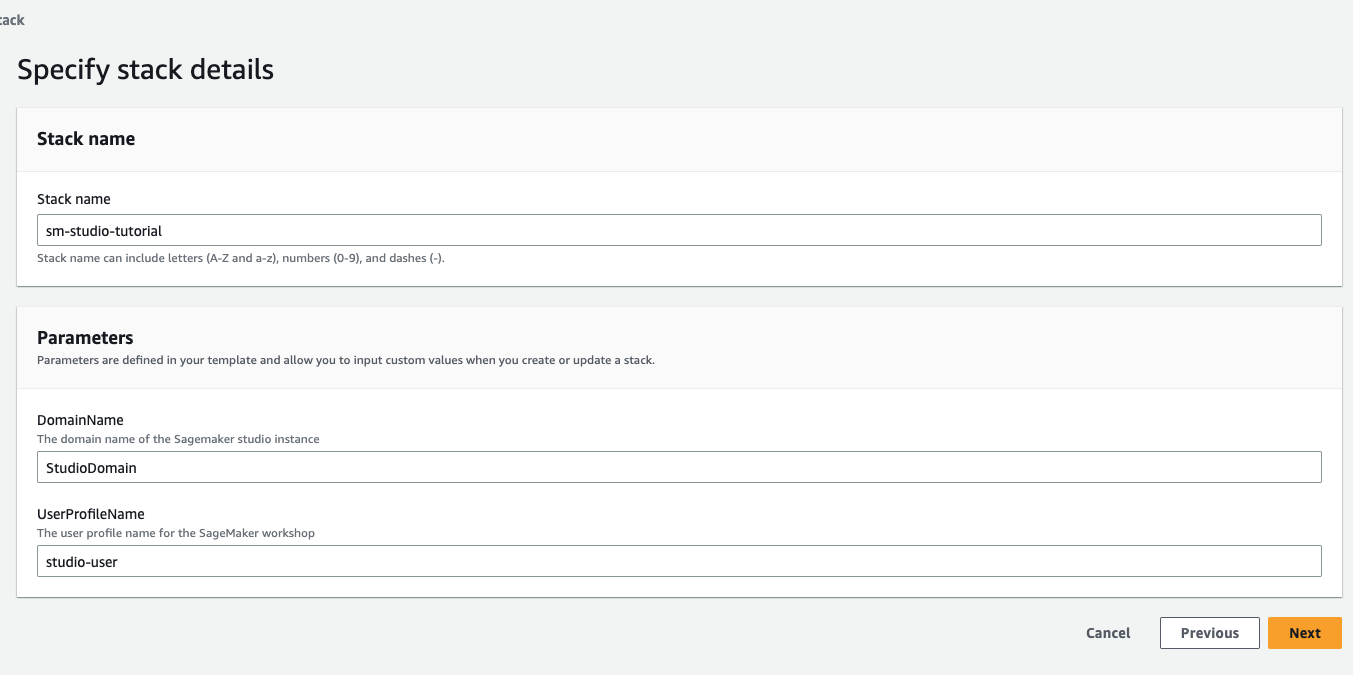 Specify stack details
Stack name
Stack name
sm-studio-tutorial
Stack name can include letters (A-Z and a-z), numbers (0-9), and dashes (-).
Parameters
Parameters are defined in your template and allow you to input custom values when you create or update a stack.
DomainName
The domain name of the Sagemaker studio instance
StudioDomain
UserProfileName
The user profile name for the SageMaker workshop
studio-user
Cancel Previous Next